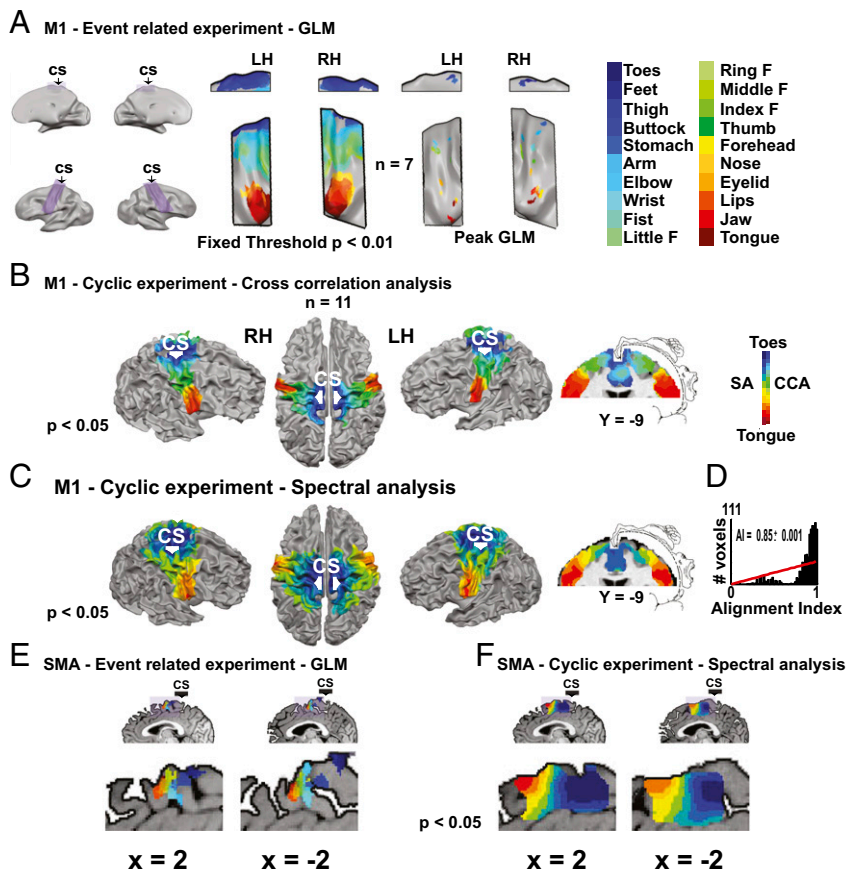 A M1 - Event related experiment - GLM
cs cs
LH RH LH RH
cs cs
n = 7
Fixed Threshold p < 0.01
Peak GLM
Toes
Feet
Thigh
Buttock
Stomach
Arm
Elbow
Wrist
Fist
Little F
Ring F
Middle F
Index F
Thumb
Forehead
Nose
Eyelid
Lips
Jaw
Tongue
B M1 - Cyclic experiment - Cross correlation analysis
n = 11
CS RH CS LH CS
p < 0.05
Y = -9
Toes
SA CCA
Tongue
C M1 - Cyclic experiment - Spectral analysis
CS CS CS
p < 0.05
Y = -9
D
111
# voxels
AI = 0.85± 0.001
0 1
Alignment Index
E SMA - Event related experiment - GLM
cs cs
x = 2 x = -2
F SMA - Cyclic experiment - Spectral analysis
cs cs
p < 0.05
x = 2 x = -2